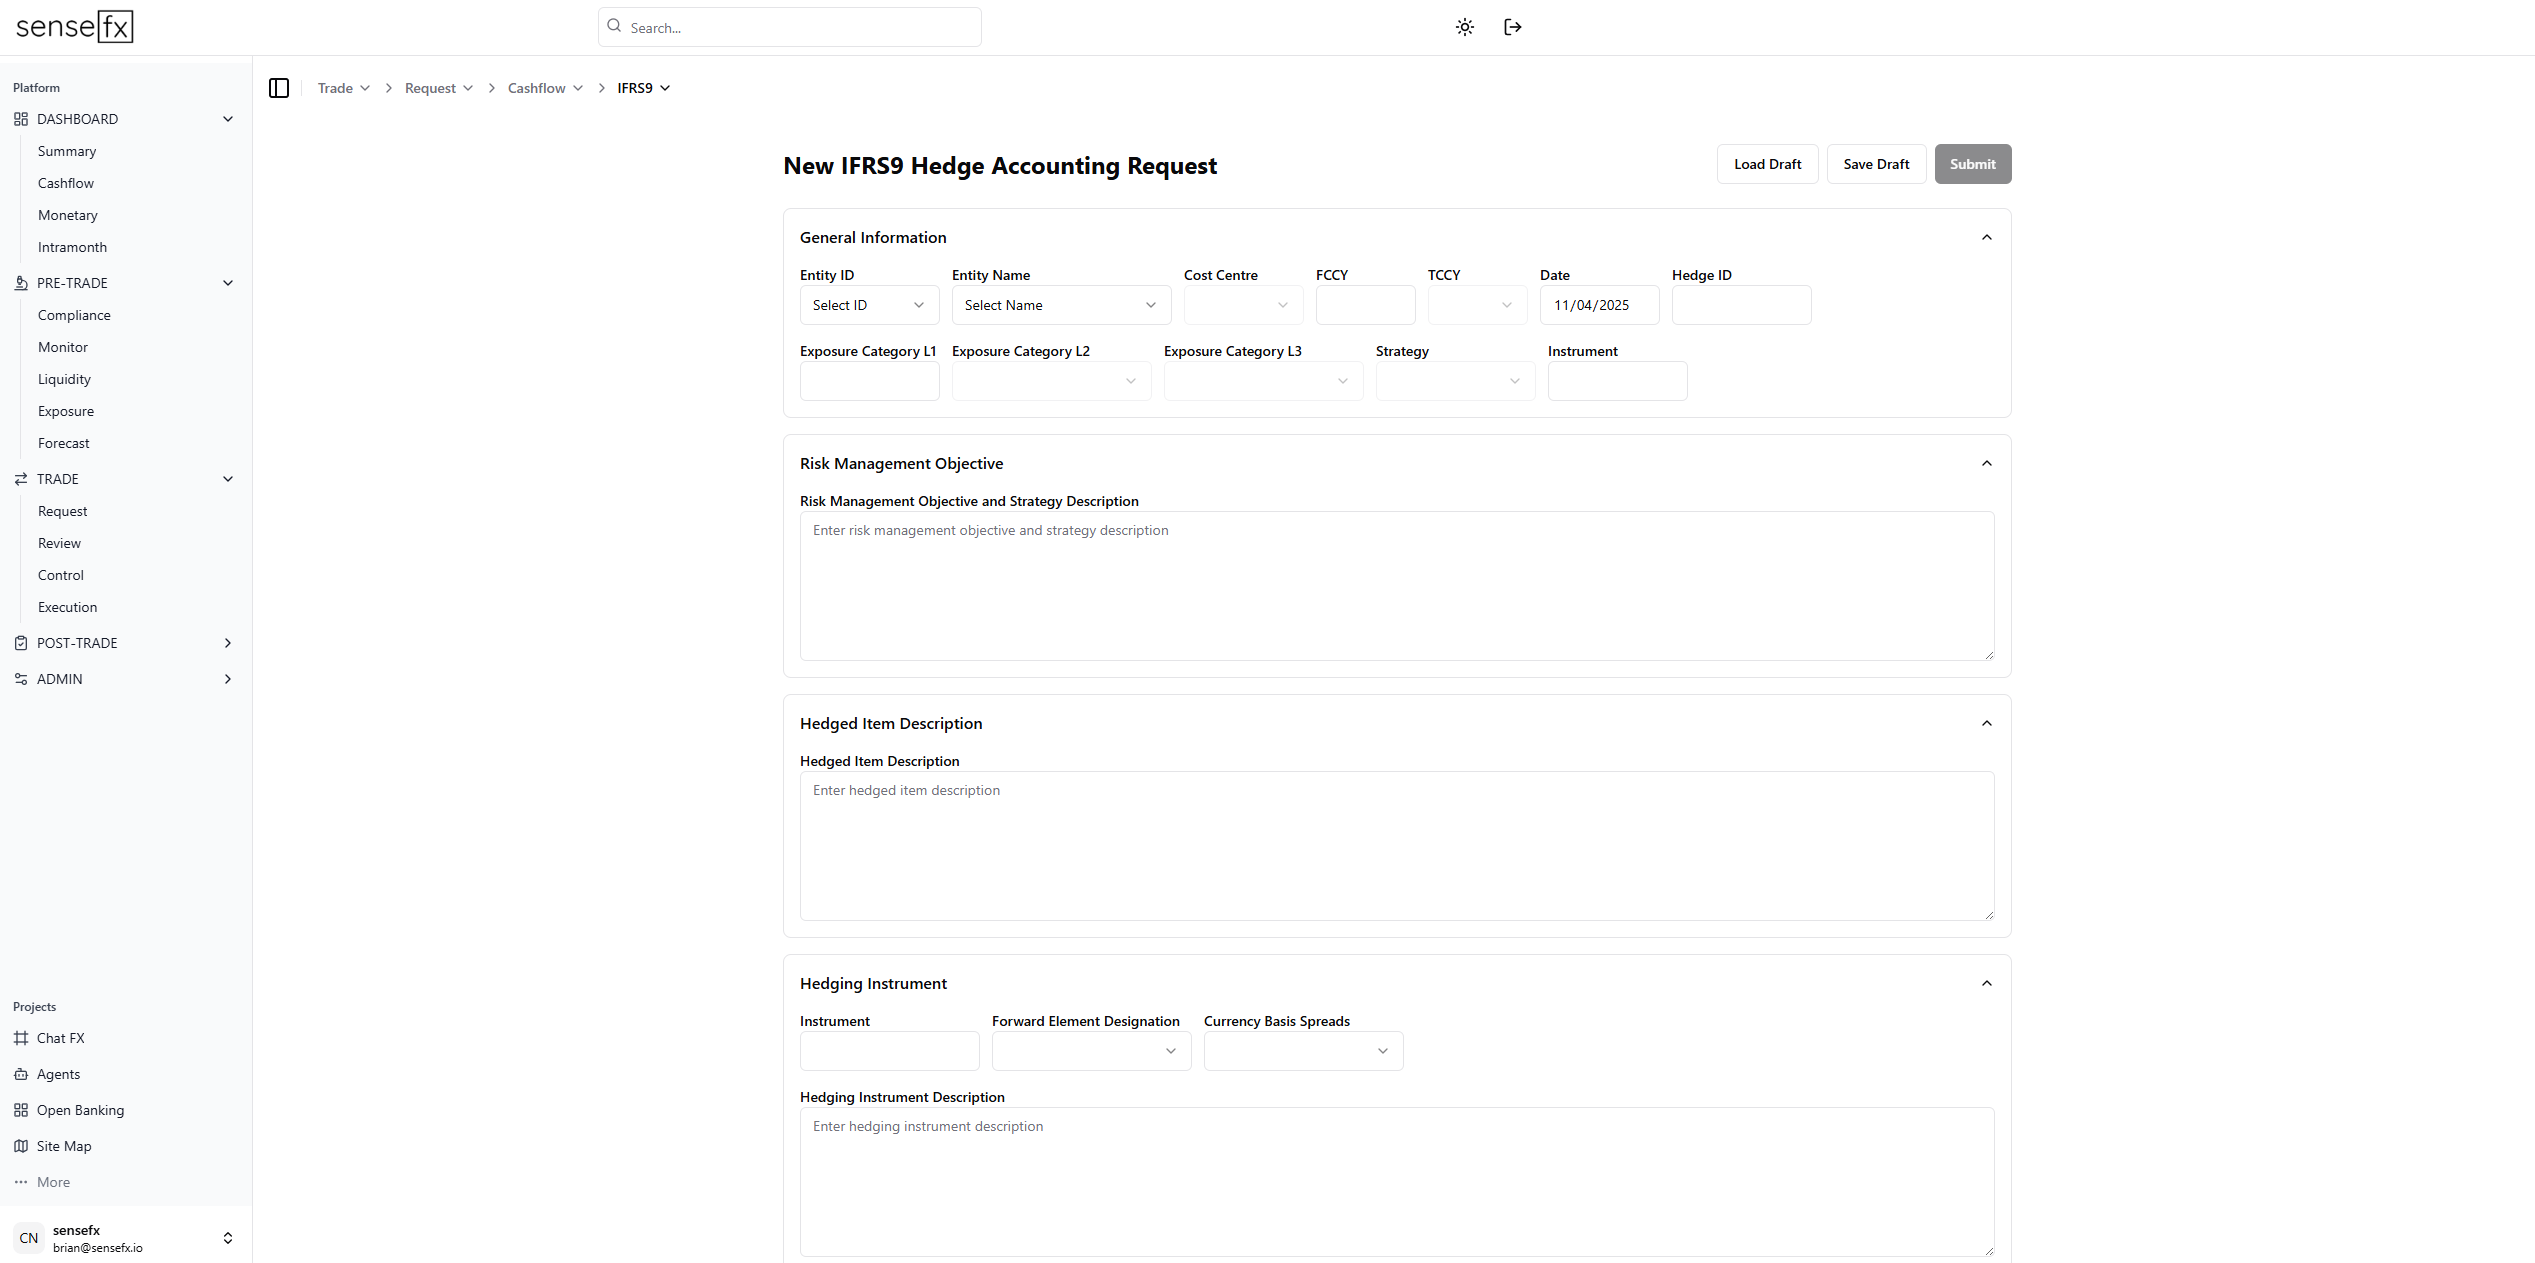 sensefx
Search...
Platform
DASHBOARD
Summary
Cashflow
Monetary
Intramonth
PRE-TRADE
Compliance
Monitor
Liquidity
Exposure
Forecast
TRADE
Request
Review
Control
Execution
POST-TRADE
ADMIN
Projects
Chat FX
Agents
Open Banking
Site Map
More
CN
sensefx
brian@sensefx.io
Trade Request Cashflow IFRS9
New IFRS9 Hedge Accounting Request
Load Draft Save Draft Submit
General Information
Entity ID Entity Name Cost Centre FCCY TCCY Date Hedge ID
Select ID Select Name 11/04/2025
Exposure Category L1 Exposure Category L2 Exposure Category L3 Strategy Instrument
Risk Management Objective
Risk Management Objective and Strategy Description
Enter risk management objective and strategy description
Hedged Item Description
Hedged Item Description
Enter hedged item description
Hedging Instrument
Instrument Forward Element Designation Currency Basis Spreads
Hedging Instrument Description
Enter hedging instrument description